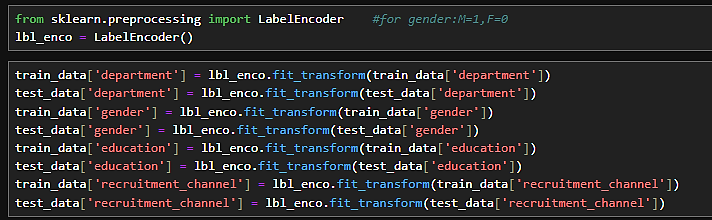 from sklearn.preprocessing import LabelEncoder    #for gender:M=1,F=0
lbl_enco = LabelEncoder()
train_data['department'] = lbl_enco.fit_transform(train_data['department'])
test_data['department'] = lbl_enco.fit_transform(test_data['department'])
train_data['gender'] = lbl_enco.fit_transform(train_data['gender'])
test_data['gender'] = lbl_enco.fit_transform(test_data['gender'])
train_data['education'] = lbl_enco.fit_transform(train_data['education'])
test_data['education'] = lbl_enco.fit_transform(test_data['education'])
train_data['recruitment_channel'] = lbl_enco.fit_transform(train_data['recruitment_channel'])
test_data['recruitment_channel'] = lbl_enco.fit_transform(test_data['recruitment_channel'])